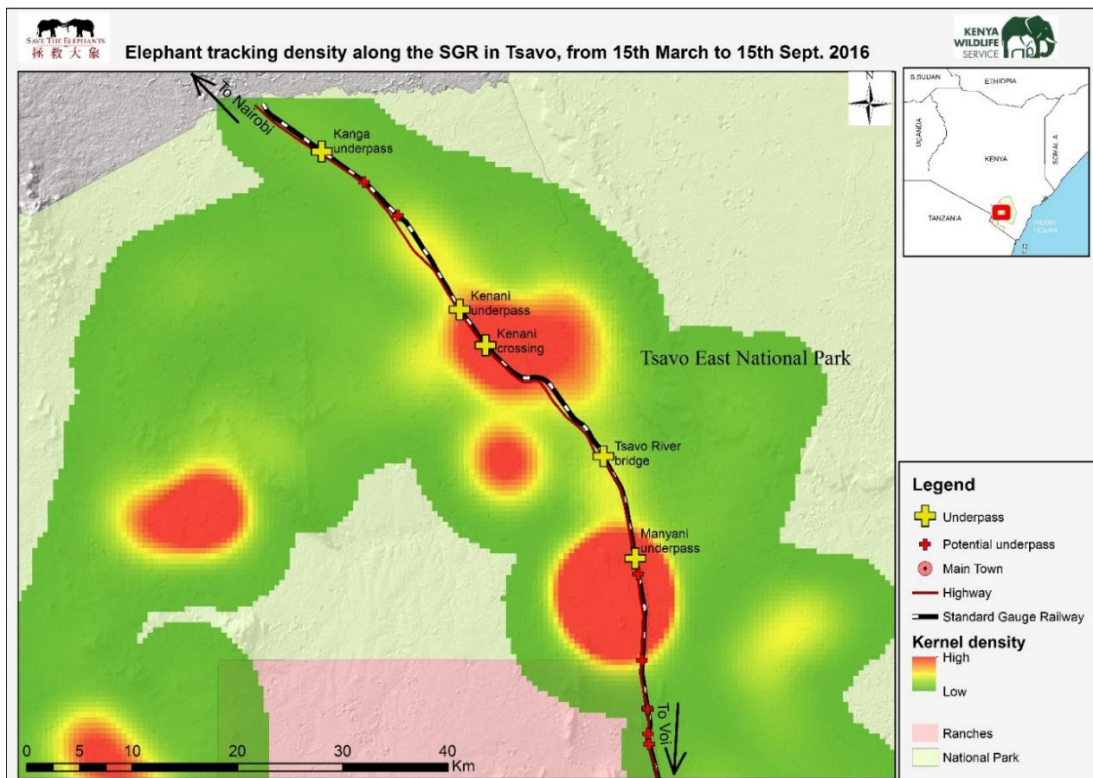 SAVE THE ELEPHANTS
拯救大象
Elephant tracking density along the SGR in Tsavo, from 15th March to 15th Sept. 2016
KENYA
WILDLIFE
SERVICE
To Nairobi
N
Kanga
underpass
Kenani
underpass
Kenani
crossing
Tsavo East National Park
Tsavo River
bridge
Manyani
underpass
To Voi
0 10 20 30 40
Km
S.SUDAN
ETHIOPIA
UGANDA
KENYA
SOMALIA
TANZANIA
INDIAN
OCEAN
Legend
Underpass
Potential underpass
Main Town
Highway
Standard Gauge Railway
Kernel density
High
Low
Ranches
National Park